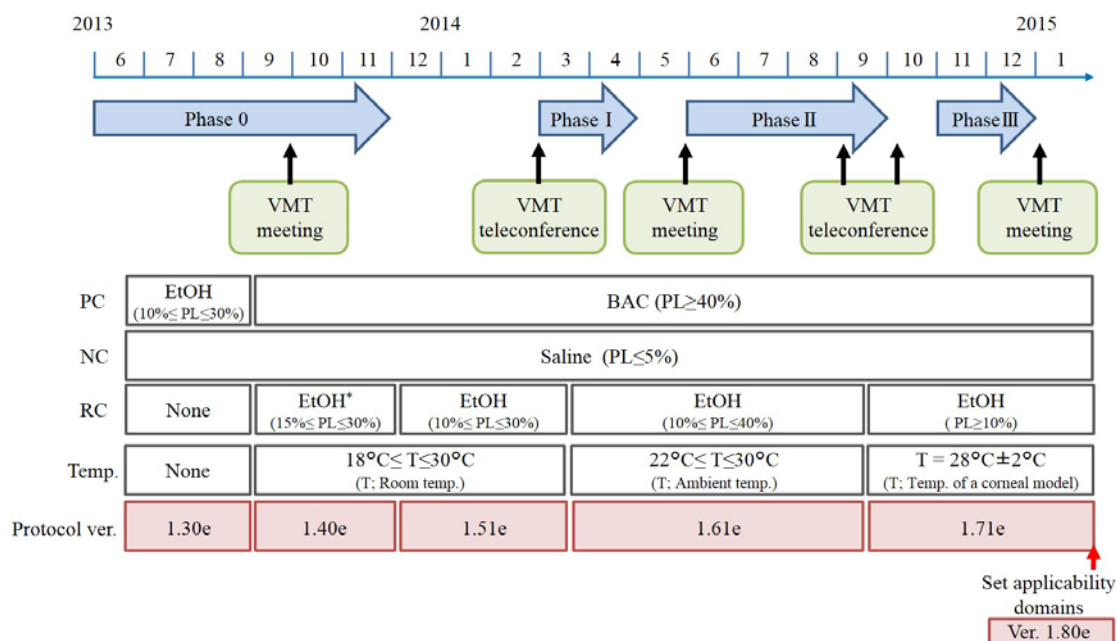 2013 2014 2015
6 7 8 9 10 11 12 1 2 3 4 5 6 7 8 9 10 11 12 1
Phase 0 Phase Ⅰ Phase Ⅱ Phase Ⅲ
VMT
meeting
VMT
teleconference
VMT
meeting
VMT
teleconference
VMT
meeting
PC
EtOH
(10%≤ PL≤30%)
BAC (PL≥40%)
NC
Saline (PL≤5%)
RC
None
EtOH*
(15%≤ PL≤30%)
EtOH
(10%≤ PL≤30%)
EtOH
(10%≤ PL≤40%)
EtOH
( PL≥10%)
Temp.
None
18°C≤ T≤30°C
(T; Room temp.)
22°C≤ T≤30°C
(T; Ambient temp.)
T = 28°C±2°C
(T; Temp. of a corneal model)
Protocol ver. 1.30e 1.40e 1.51e 1.61e 1.71e
Set applicability
domains
Ver. 1.80e